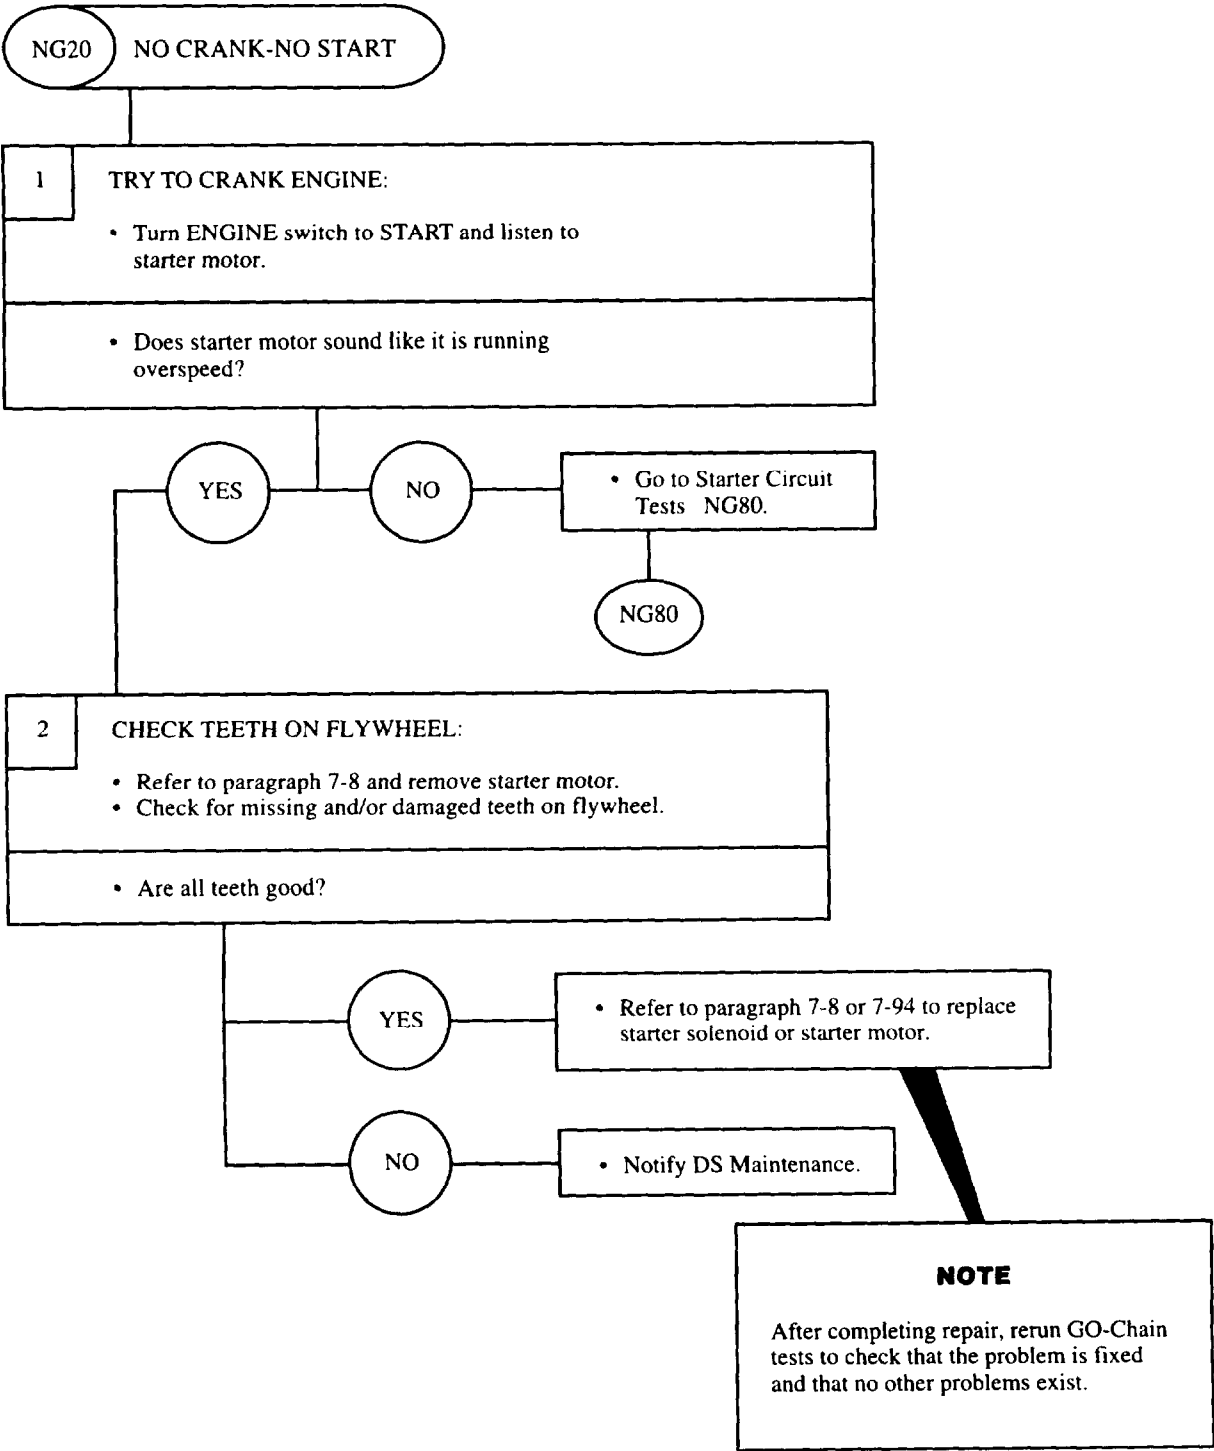 NG20 NO CRANK-NO START
1 TRY TO CRANK ENGINE:
• Turn ENGINE switch to START and listen to
starter motor.
• Does starter motor sound like it is running
overspeed?
YES
NO
• Go to Starter Circuit
Tests NG80.
NG80
2 CHECK TEETH ON FLYWHEEL:
• Refer to paragraph 7-8 and remove starter motor.
• Check for missing and/or damaged teeth on flywheel.
• Are all teeth good?
YES
• Refer to paragraph 7-8 or 7-94 to replace
starter solenoid or starter motor.
NO
• Notify DS Maintenance.
NOTE
After completing repair, rerun GO-Chain
tests to check that the problem is fixed
and that no other problems exist.